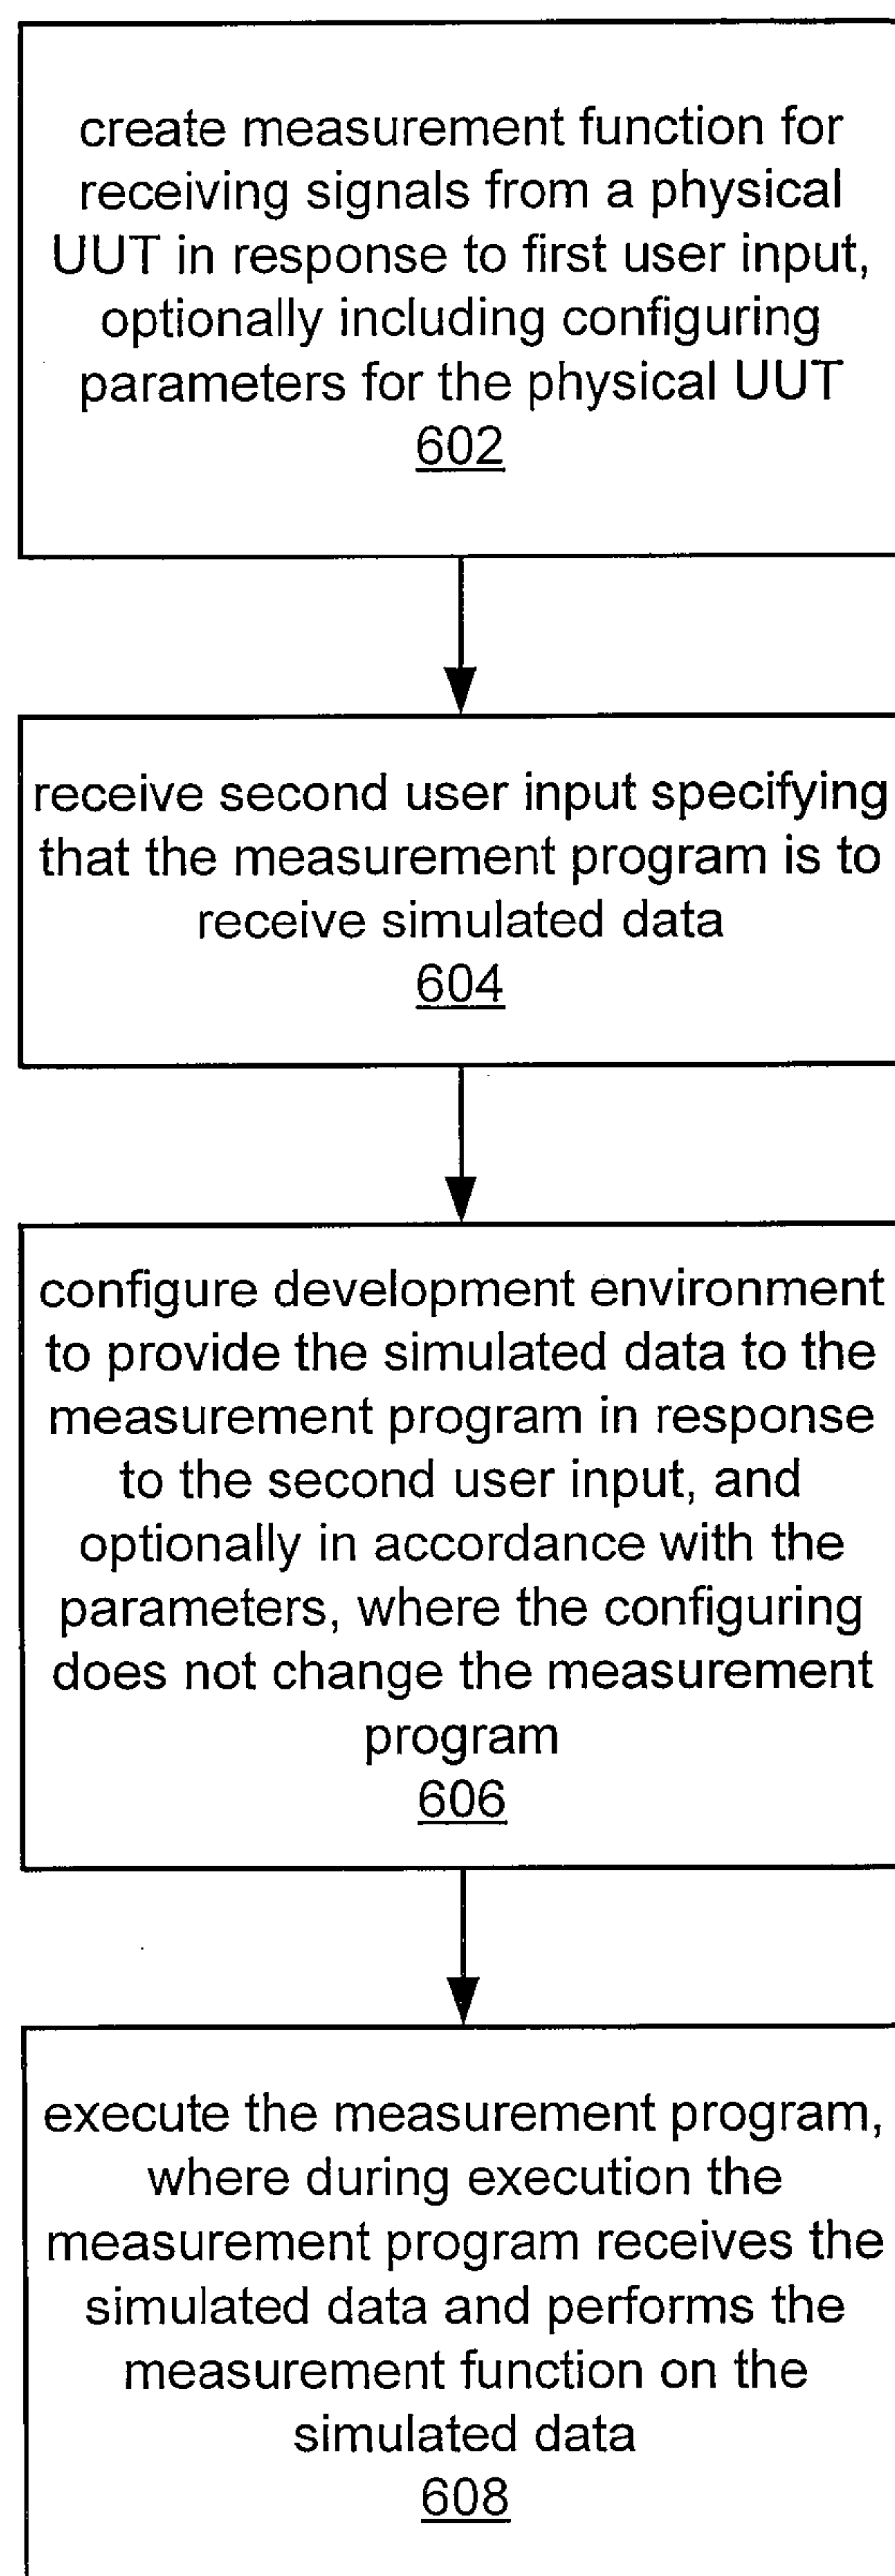 create measurement function for
receiving signals from a physical
UUT in response to first user input,
optionally including configuring
parameters for the physical UUT
602
receive second user input specifying
that the measurement program is to
receive simulated data
604
configure development environment
to provide the simulated data to the
measurement program in response
to the second user input, and
optionally in accordance with the
parameters, where the configuring
does not change the measurement
program
606
execute the measurement program,
where during execution the
measurement program receives the
simulated data and performs the
measurement function on the
simulated data
608